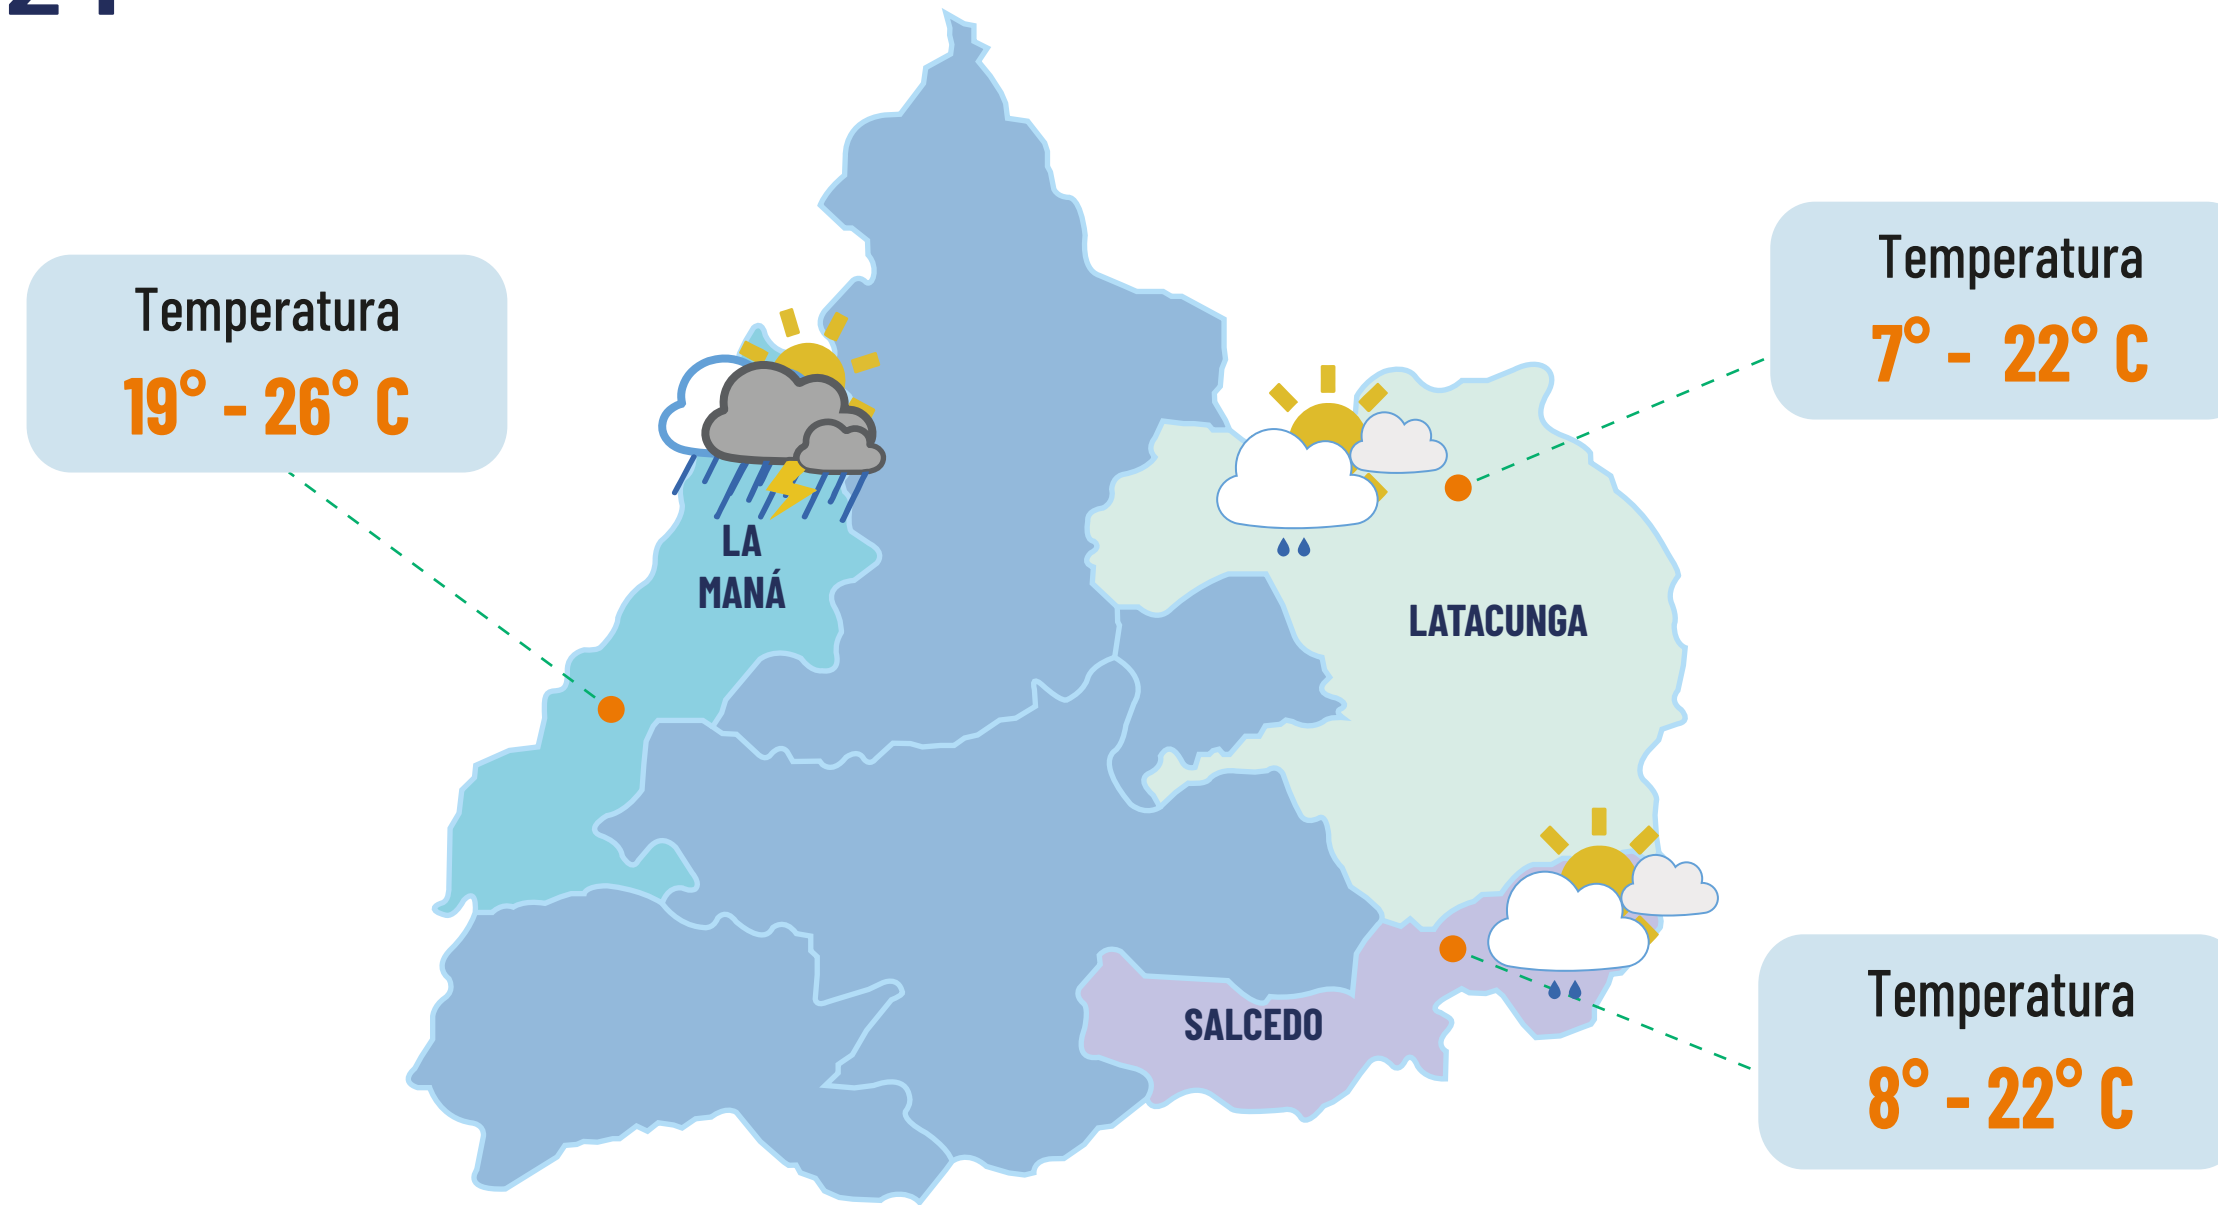 Temperatura
19° - 26° C
Temperatura
7° - 22° C
LA
MANÁ
LATACUNGA
SALCEDO
Temperatura
8° - 22° C